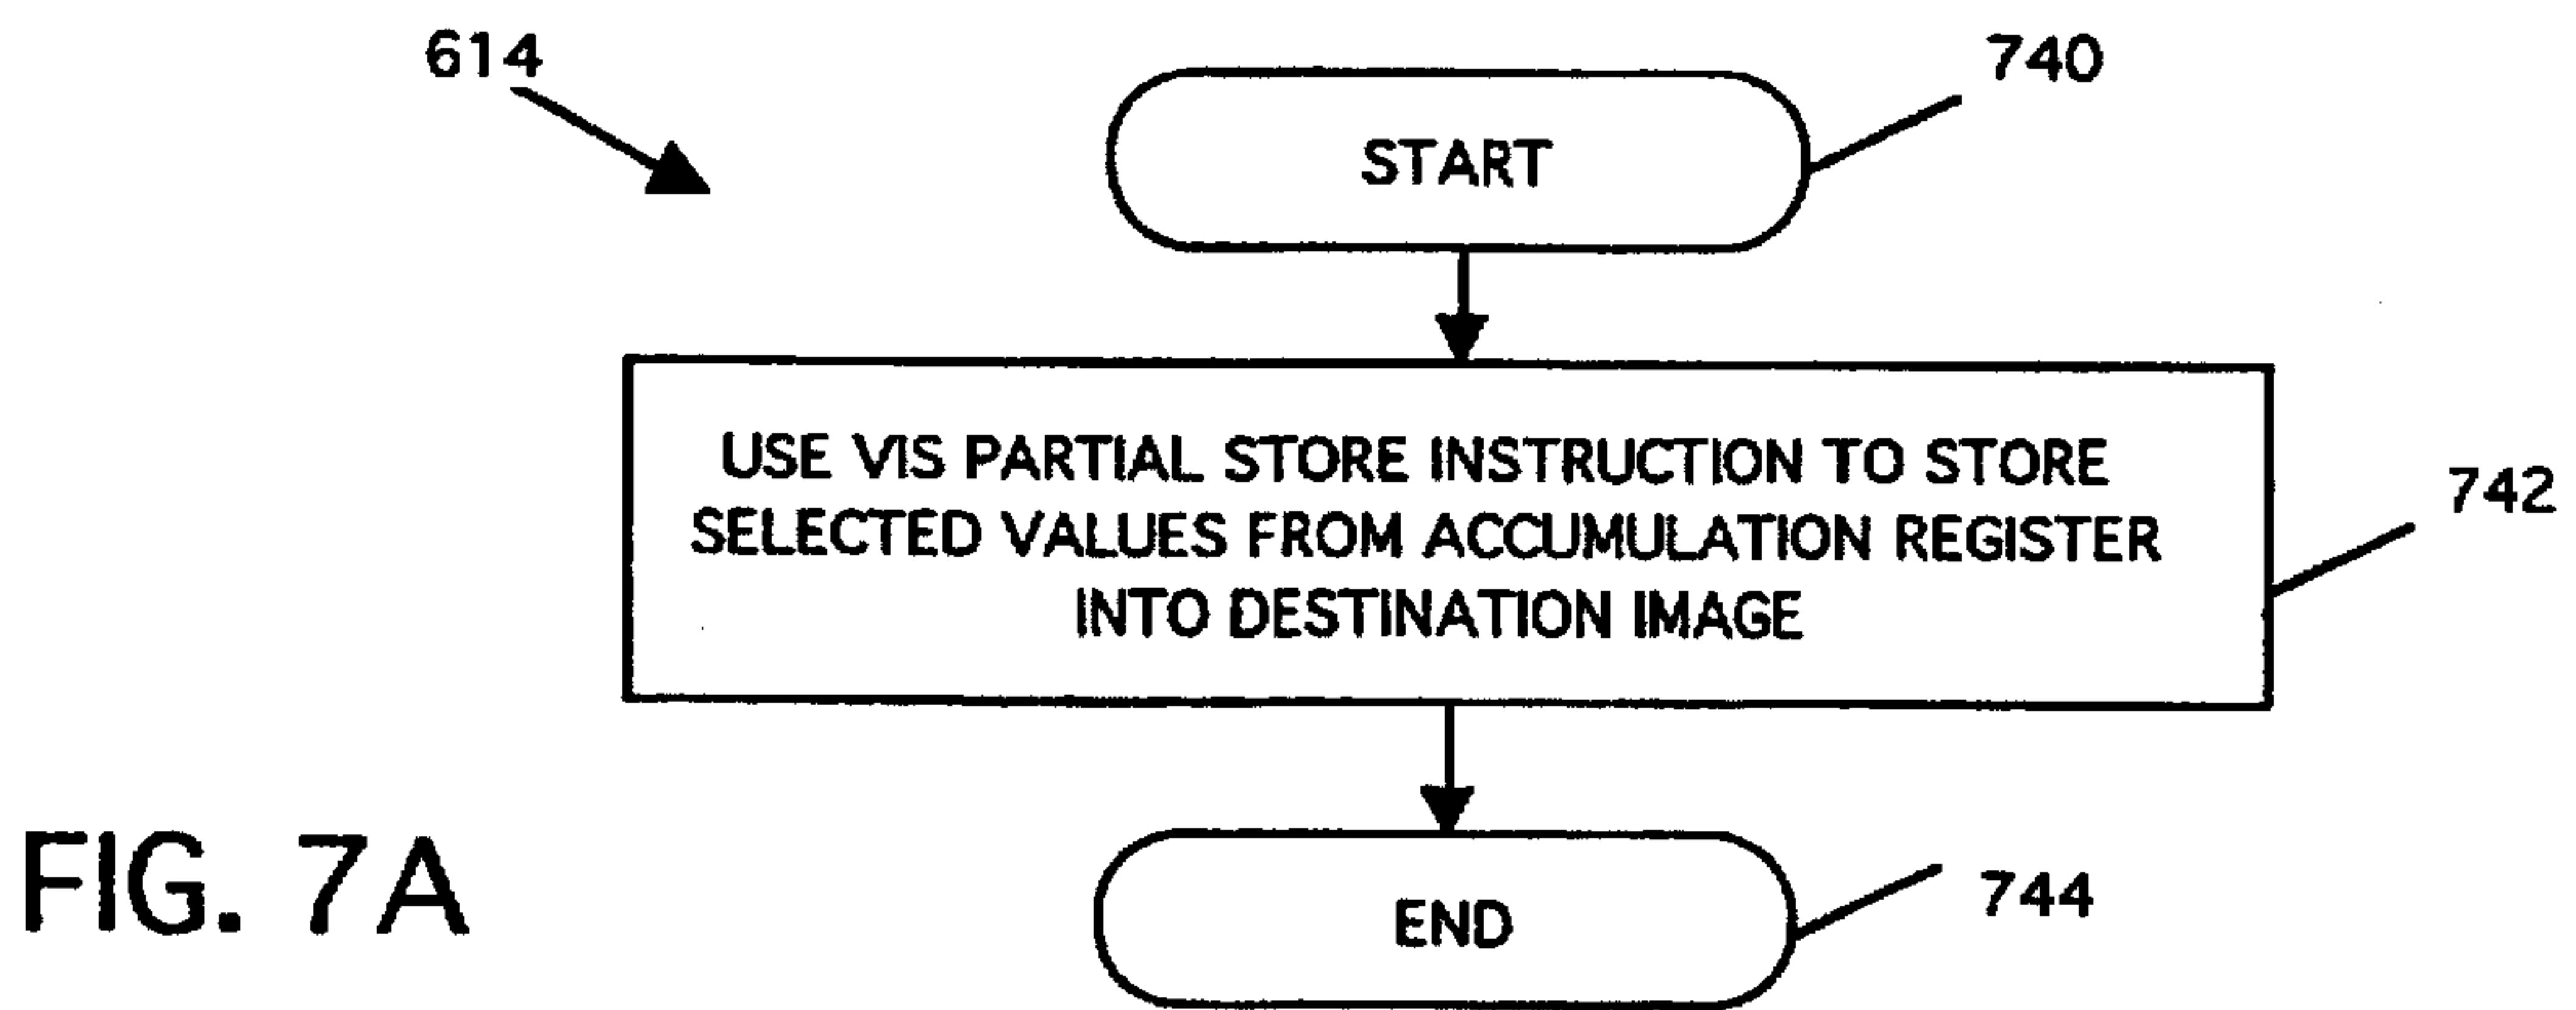 614
740
START
USE VIS PARTIAL STORE INSTRUCTION TO STORE
SELECTED VALUES FROM ACCUMULATION REGISTER
INTO DESTINATION IMAGE
742
END
744
FIG. 7A